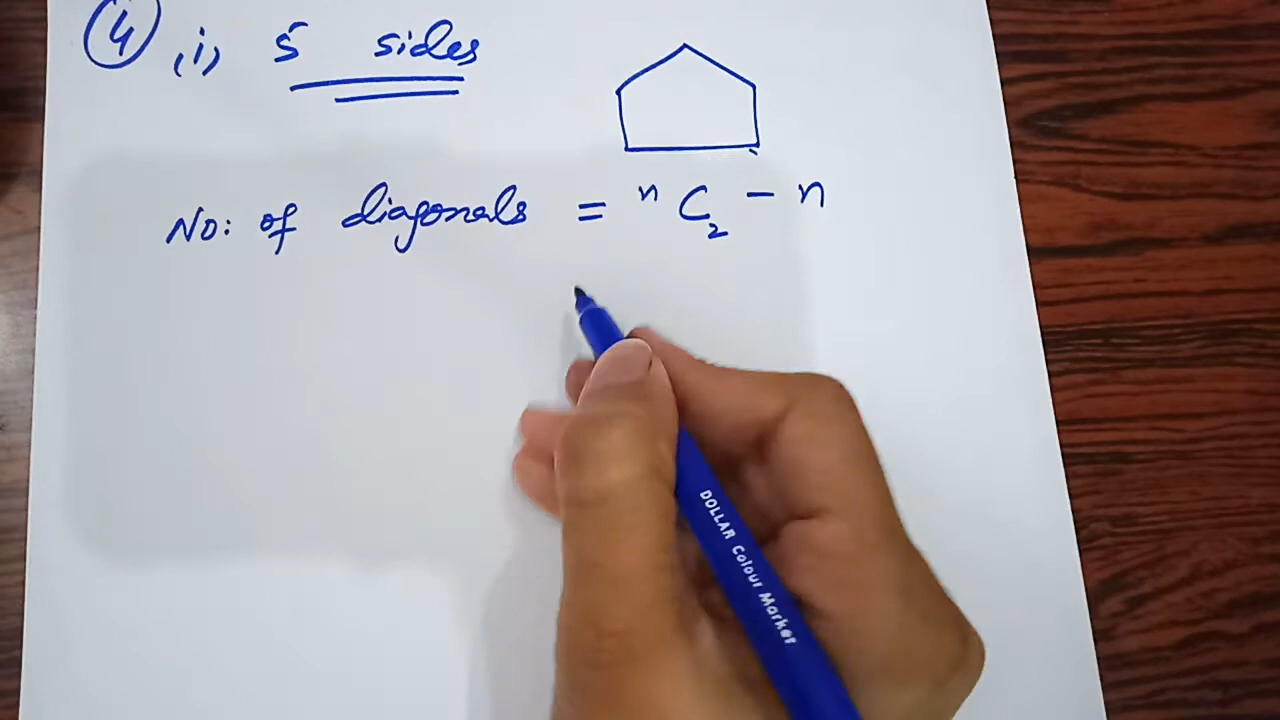 ④ (i) 5 sides
No: of diagonals = ⁿC₂ - n
DOLLAR Colour Marker